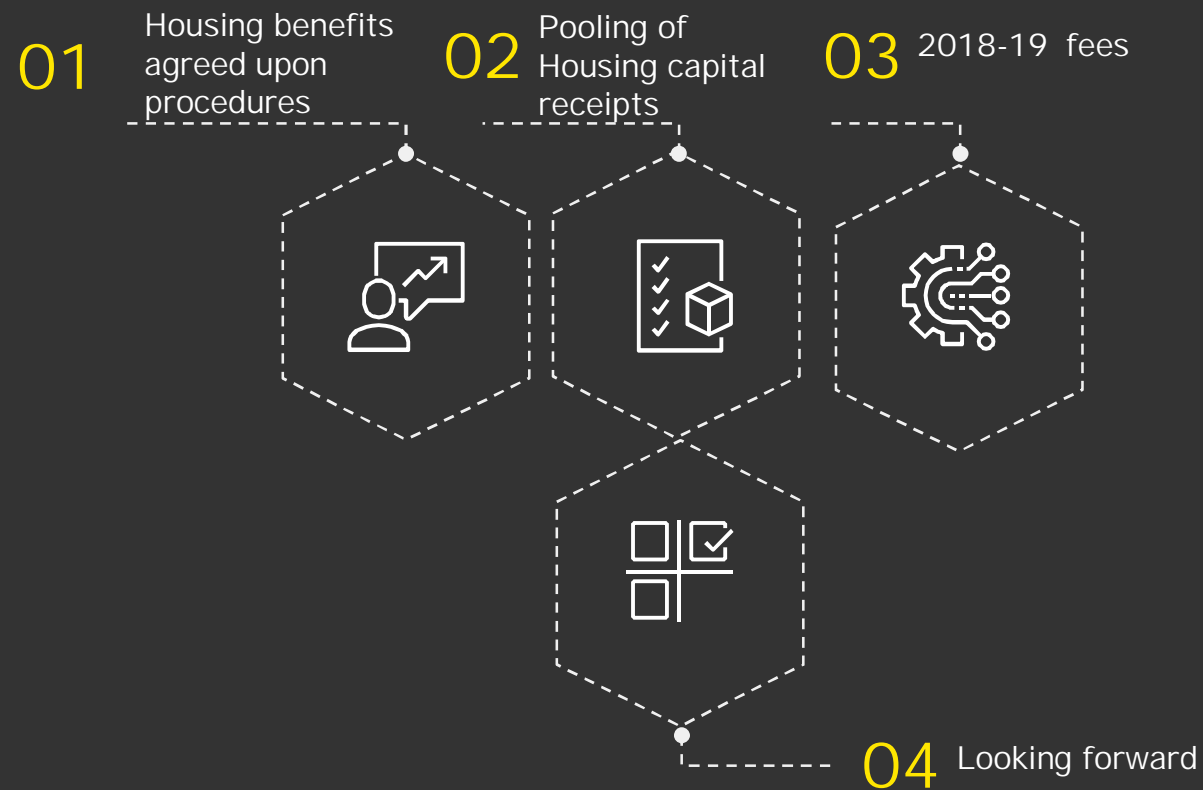 01
Housing benefits
agreed upon
procedures
02
Pooling of
Housing capital
receipts
03
2018-19 fees
04
Looking forward